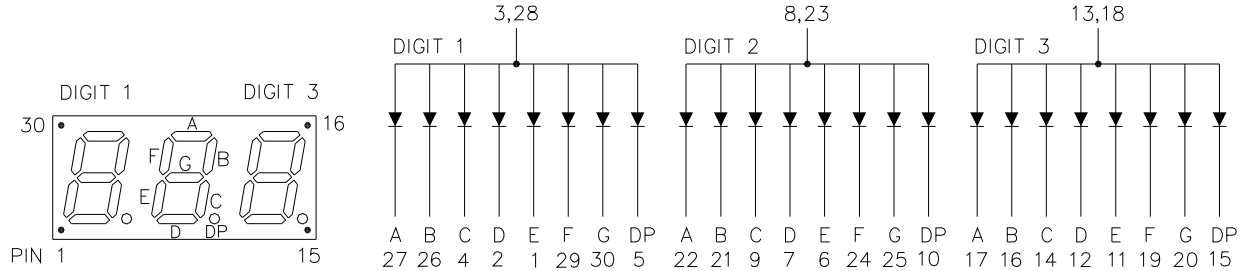 3,28 8,23 13,18
DIGIT 1 DIGIT 2 DIGIT 3
DIGIT 1 DIGIT 3
30 A 16
F G B
E C
D DP
PIN 1 15
A B C D E F G DP A B C D E F G DP A B C D E F G DP
27 26 4 2 1 29 30 5 22 21 9 7 6 24 25 10 17 16 14 12 11 19 20 15